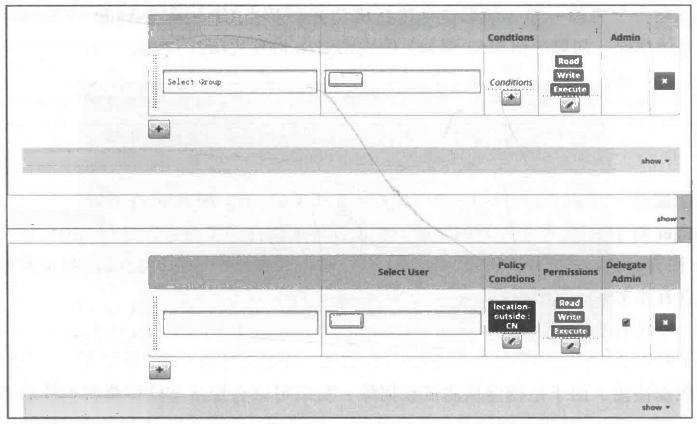 Condtions Admin
Read
Select Group Conditions Write
Execute
show
show
Select User Policy Condtions Permissions Delegate Admin
location-outside : CN Read
Write
Execute
show